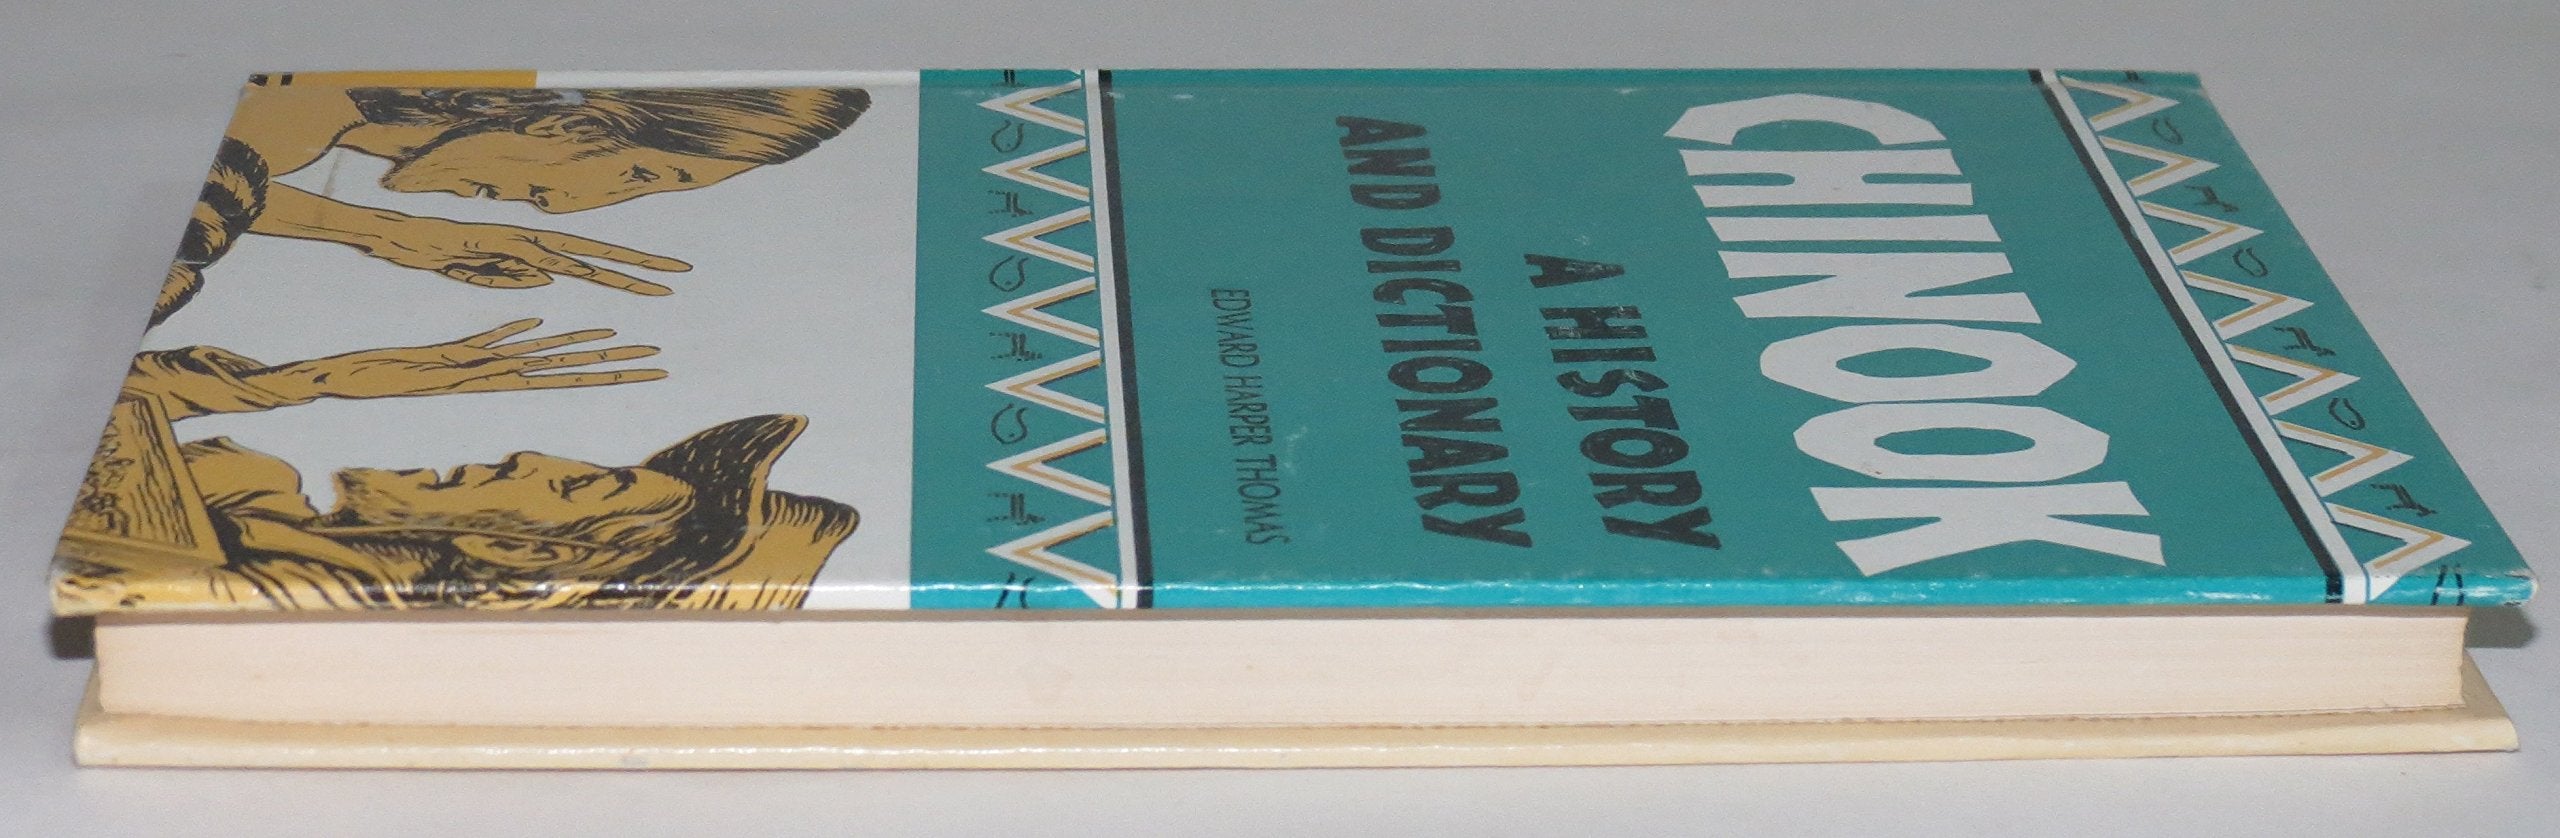 CHINOOK
A HISTORY
AND DICTIONARY
EDWARD HARPER THOMAS